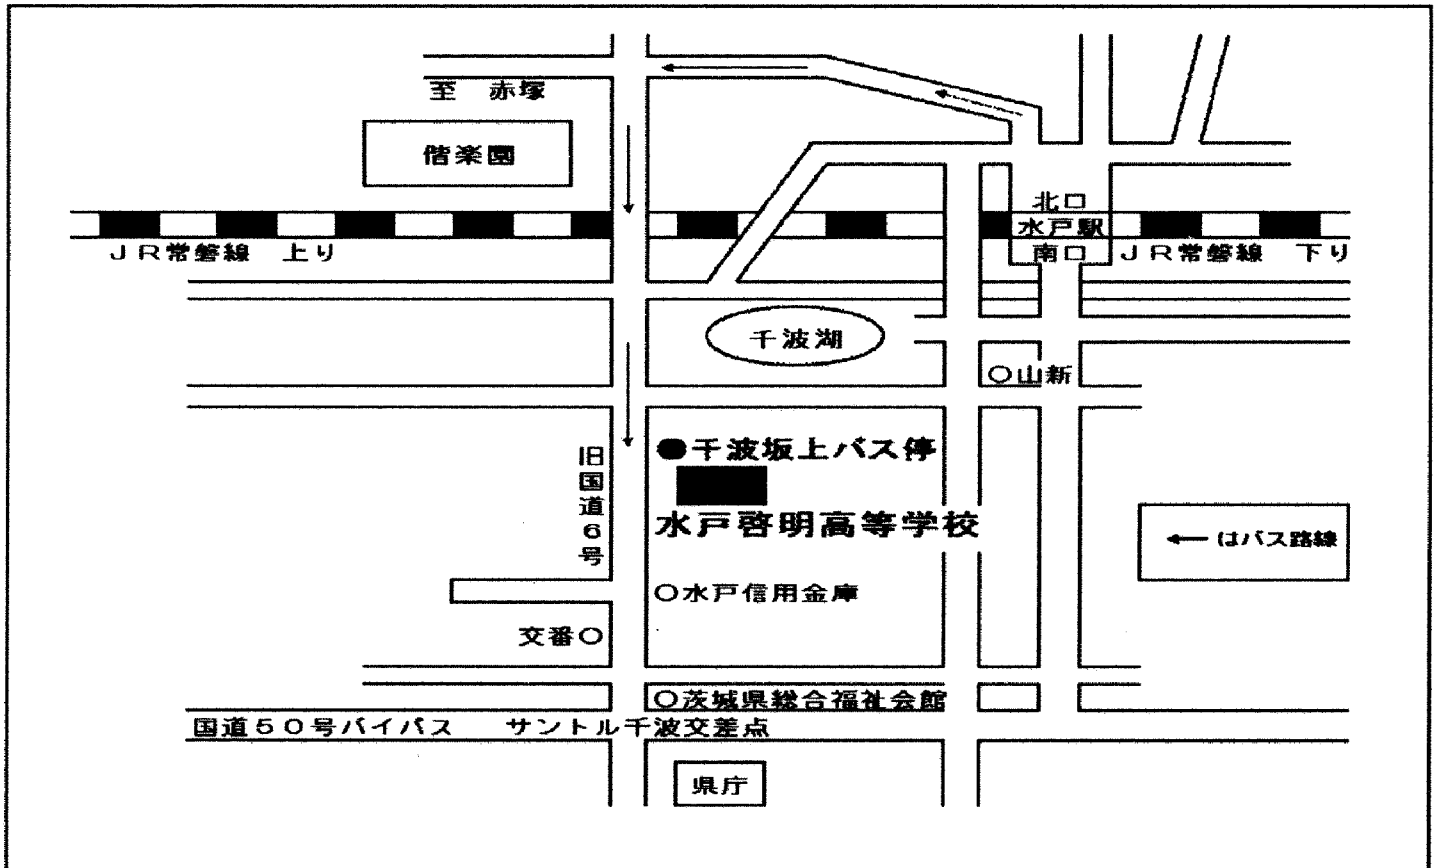 至　赤塚
偕楽園
北口
水戸駅
南口
ＪＲ常磐線　上り
ＪＲ常磐線　下り
千波湖
○山新
●千波坂上バス停
旧国道６号
水戸啓明高等学校
←はバス路線
○水戸信用金庫
交番○
○茨城県総合福祉会館
国道５０号バイパス　サントル千波交差点
県庁